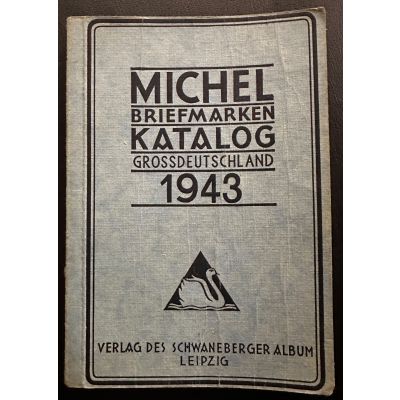 MICHEL
BRIEFMARKEN
KATALOG
GROSSDEUTSCHLAND
1943
VERLAG DES SCHWANEBERGER ALBUM
LEIPZIG